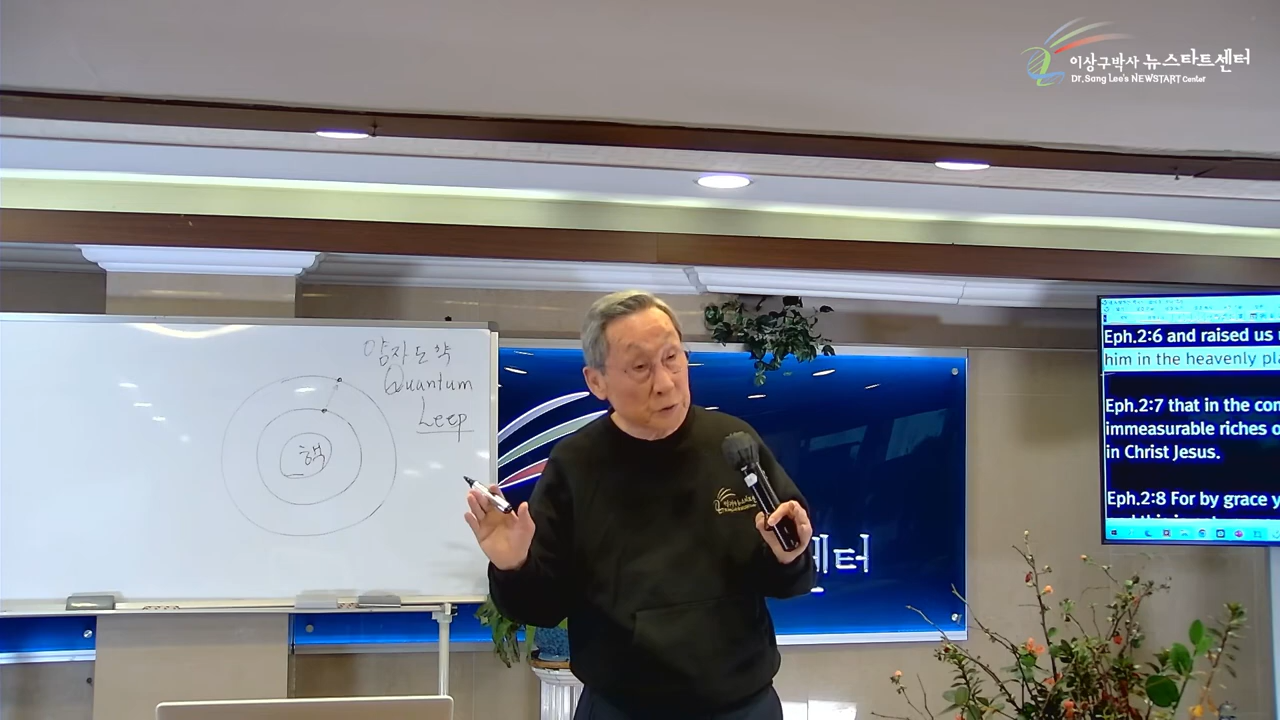 이상구박사 뉴스타트센터
Dr. Sang Lee's NEWSTART Center
양자도약
Quantum
Leep
핵
Eph.2:6 and raised us
him in the heavenly pla
Eph.2:7 that in the com
immeasurable riches o
in Christ Jesus.
Eph.2:8 For by grace y
센터